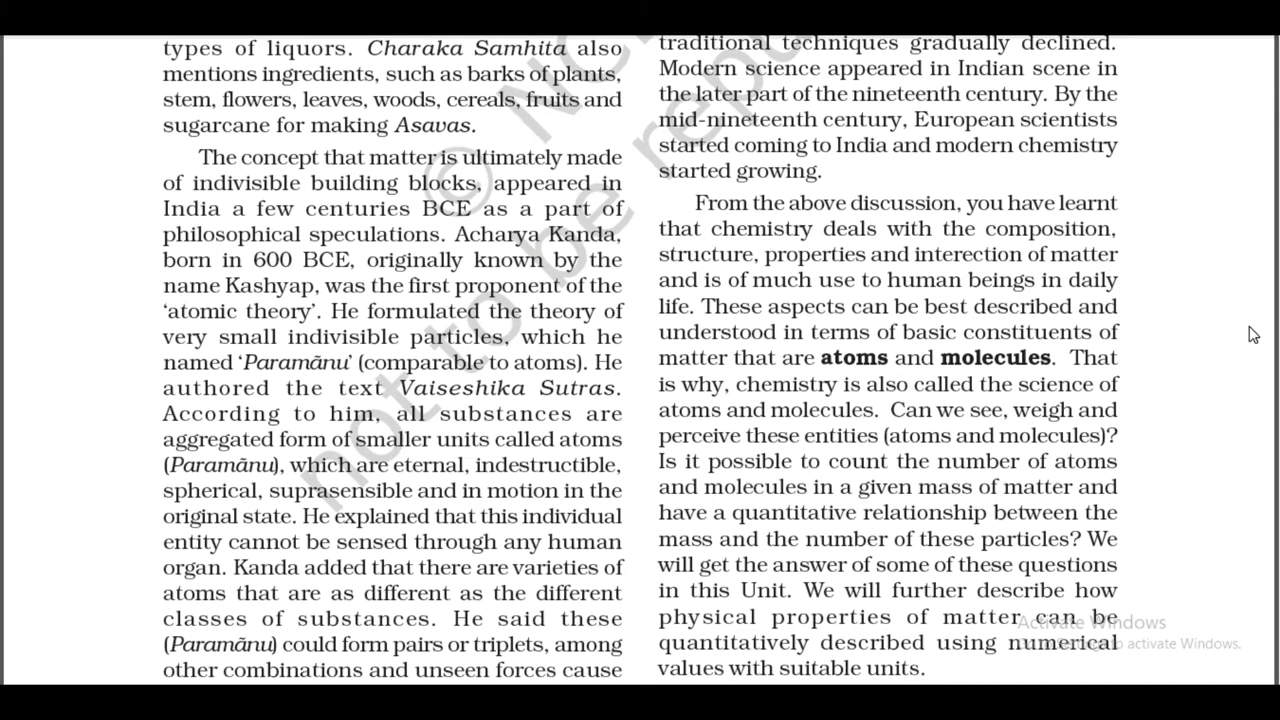 types of liquors. Charaka Samhita also
mentions ingredients, such as barks of plants,
stem, flowers, leaves, woods, cereals, fruits and
sugarcane for making Asavas.
The concept that matter is ultimately made
of indivisible building blocks, appeared in
India a few centuries BCE as a part of
philosophical speculations. Acharya Kanda,
born in 600 BCE, originally known by the
name Kashyap, was the first proponent of the
‘atomic theory’. He formulated the theory of
very small indivisible particles, which he
named ‘Paramãnu’ (comparable to atoms). He
authored the text Vaiseshika Sutras.
According to him, all substances are
aggregated form of smaller units called atoms
(Paramãnu), which are eternal, indestructible,
spherical, suprasensible and in motion in the
original state. He explained that this individual
entity cannot be sensed through any human
organ. Kanda added that there are varieties of
atoms that are as different as the different
classes of substances. He said these
(Paramãnu) could form pairs or triplets, among
other combinations and unseen forces cause
traditional techniques gradually declined.
Modern science appeared in Indian scene in
the later part of the nineteenth century. By the
mid-nineteenth century, European scientists
started coming to India and modern chemistry
started growing.
From the above discussion, you have learnt
that chemistry deals with the composition,
structure, properties and interection of matter
and is of much use to human beings in daily
life. These aspects can be best described and
understood in terms of basic constituents of
matter that are atoms and molecules. That
is why, chemistry is also called the science of
atoms and molecules. Can we see, weigh and
perceive these entities (atoms and molecules)?
Is it possible to count the number of atoms
and molecules in a given mass of matter and
have a quantitative relationship between the
mass and the number of these particles? We
will get the answer of some of these questions
in this Unit. We will further describe how
physical properties of matter can be
quantitatively described using numerical
values with suitable units.
© NC
not to be rep
Activate Windows
to activate Windows.